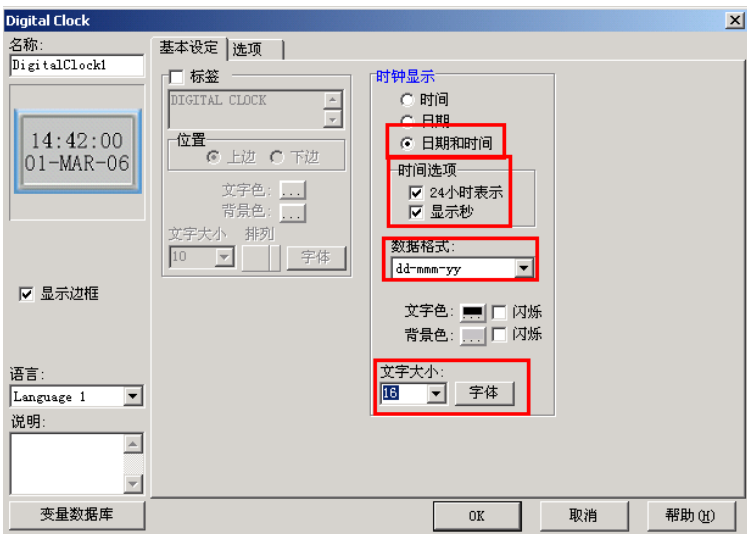 Digital Clock
名称:
DigitalClock1
14:42:00
01-MAR-06
显示边框
语言:
Language 1
说明:
变量数据库
基本设定
选项
标签
DIGITAL CLOCK
位置
上边
下边
文字色:
...
背景色:
...
文字大小
排列
10
字体
时钟显示
时间
日期
日期和时间
时间选项
24小时表示
显示秒
数据格式:
dd-mmm-yy
文字色:
...
闪烁
背景色:
...
闪烁
文字大小:
16
字体
OK
取消
帮助(H)